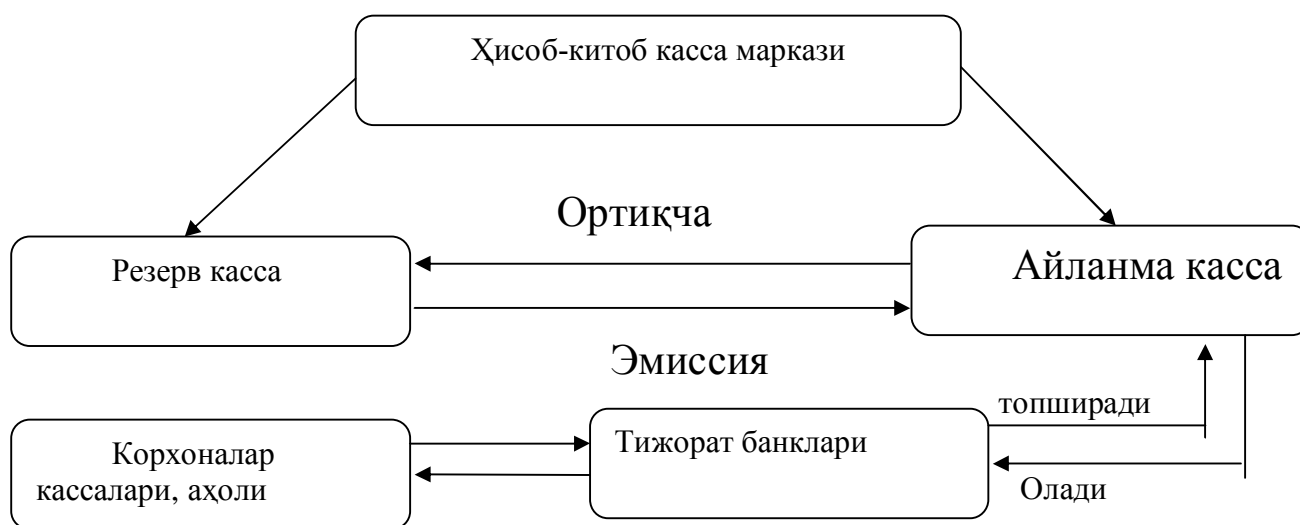 Ҳисоб-китоб касса маркази
Ортиқча
Резерв касса
Айланма касса
Эмиссия
топширади
Корхоналар
кассалари, аҳоли
Тижорат банклари
Олади